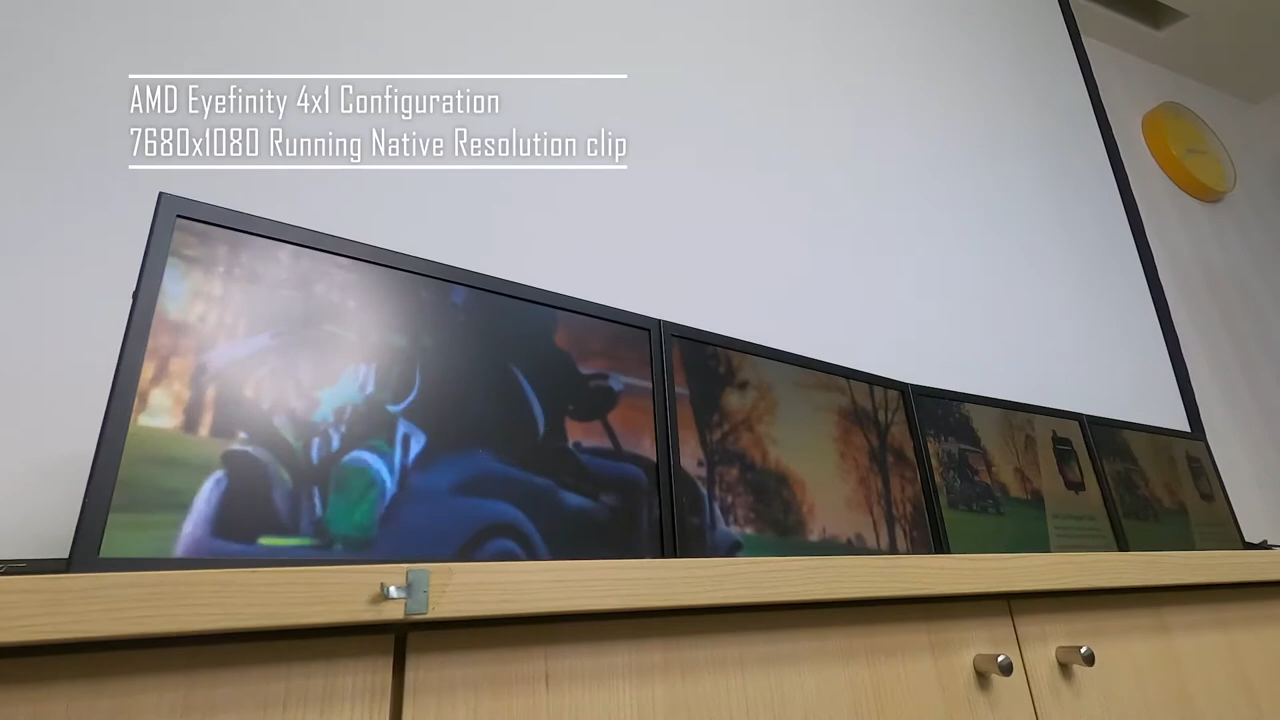 AMD Eyefinity 4x1 Configuration
7680x1080 Running Native Resolution clip